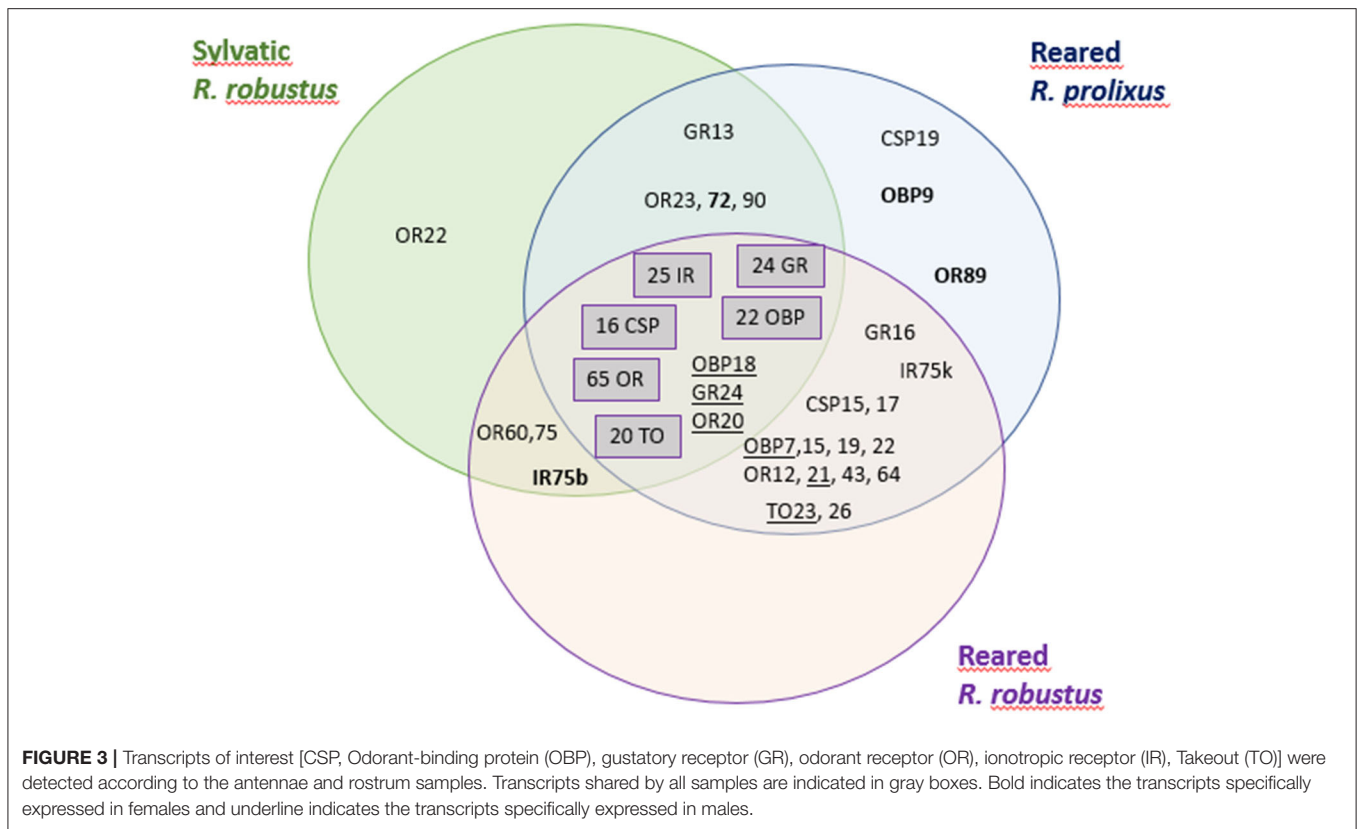 Sylvatic
R. robustus
Reared
R. prolixus
GR13
CSP19
OR23, 72, 90
OBP9
OR22
OR89
25 IR
24 GR
16 CSP
22 OBP
GR16
OBP18
IR75k
65 OR
GR24
CSP15, 17
OR20
OR60,75
20 TO
OBP7,15, 19, 22
IR75b
OR12, 21, 43, 64
TO23, 26
Reared
R. robustus
FIGURE 3 | Transcripts of interest [CSP, Odorant-binding protein (OBP), gustatory receptor (GR), odorant receptor (OR), ionotropic receptor (IR), Takeout (TO)] were
detected according to the antennae and rostrum samples. Transcripts shared by all samples are indicated in gray boxes. Bold indicates the transcripts specifically
expressed in females and underline indicates the transcripts specifically expressed in males.